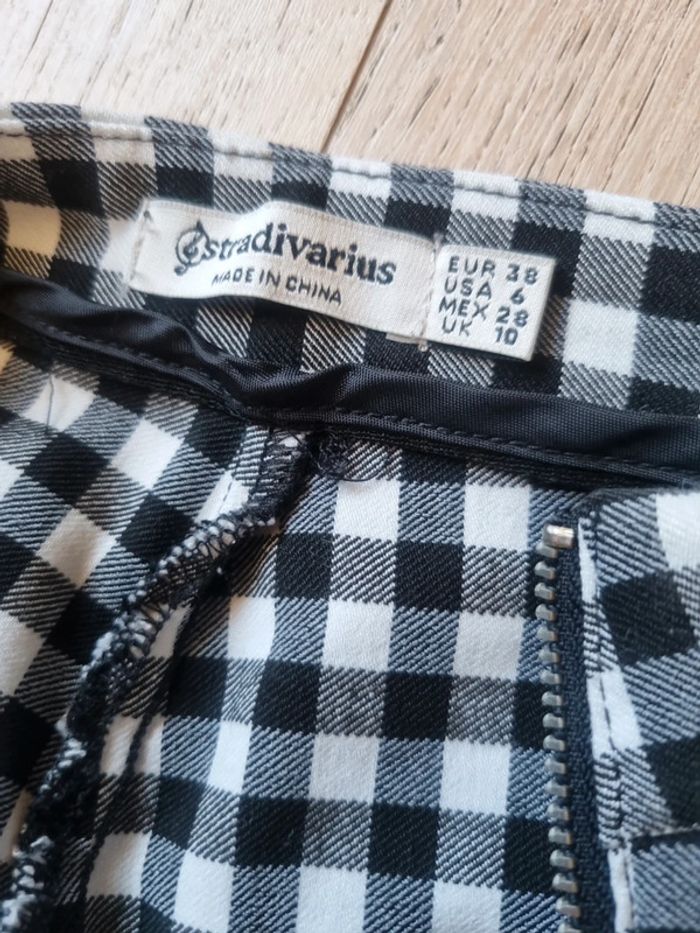 stradivarius
MADE IN CHINA
EUR 38
USA 6
MEX 28
UK 10